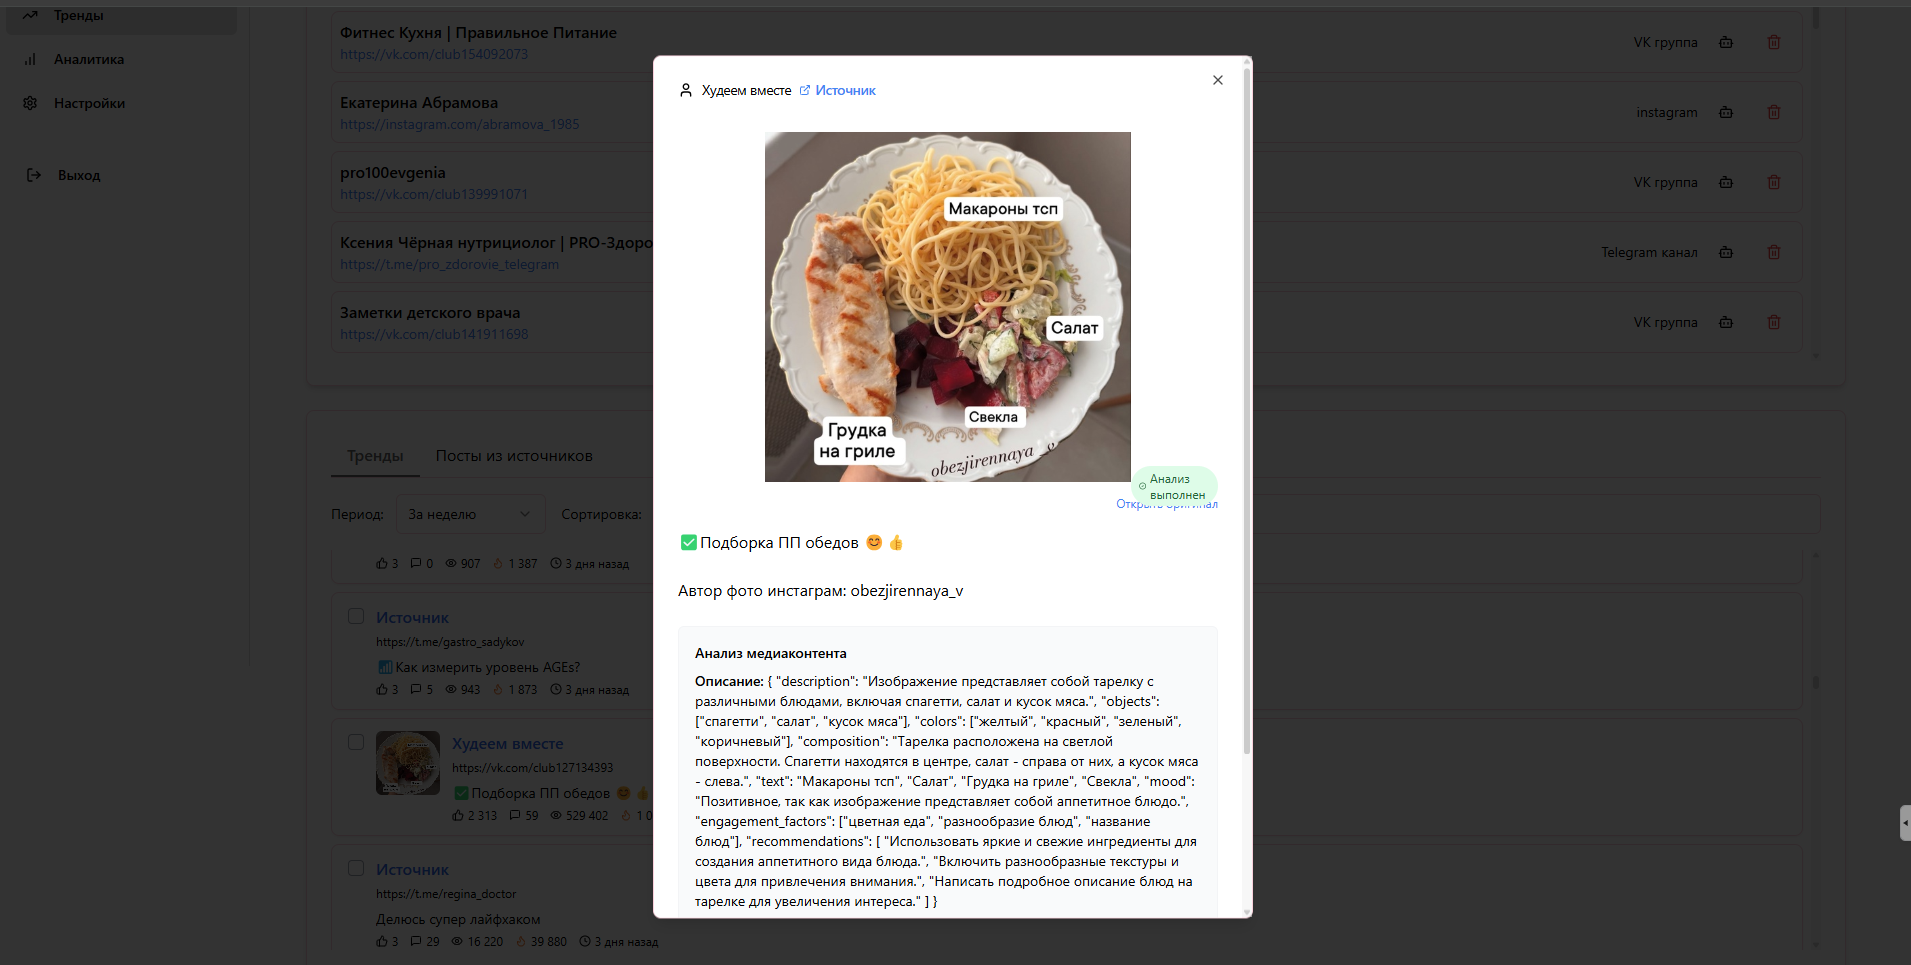 Тренды
Аналитика
Настройки
Выход
Фитнес Кухня | Правильное Питание
https://vk.com/club154092073
VK группа
Екатерина Абрамова
https://instagram.com/abramova_1985
instagram
pro100evgenia
https://vk.com/club139991071
VK группа
Ксения Чёрная нутрициолог | PRO-Здоро
https://t.me/pro_zdorovie_telegram
Telegram канал
Заметки детского врача
https://vk.com/club141911698
VK группа
Тренды Посты из источников
Период: За неделю Сортировка:
3 0 907 1 387 3 дня назад
Источник
https://t.me/gastro_sadykov
📊Как измерить уровень AGEs?
3 5 943 1 873 3 дня назад
Худеем вместе
https://vk.com/club127134393
✅Подборка ПП обедов 😊 👍
2 313 59 529 402 1 0
Источник
https://t.me/regina_doctor
Делюсь супер лайфхаком
3 29 16 220 39 880 3 дня назад
Худеем вместе Источник
Макароны тсп
Салат
Свекла
Грудка
на гриле
obezjirennaya_v
Анализ
выполнен
Открыть оригинал
✅Подборка ПП обедов 😊 👍
Автор фото инстаграм: obezjirennaya_v
Анализ медиаконтента
Описание: { "description": "Изображение представляет собой тарелку с
различными блюдами, включая спагетти, салат и кусок мяса.", "objects":
["спагетти", "салат", "кусок мяса"], "colors": ["желтый", "красный", "зеленый",
"коричневый"], "composition": "Тарелка расположена на светлой
поверхности. Спагетти находятся в центре, салат - справа от них, а кусок мяса
- слева.", "text": "Макароны тсп", "Салат", "Грудка на гриле", "Свекла", "mood":
"Позитивное, так как изображение представляет собой аппетитное блюдо.",
"engagement_factors": ["цветная еда", "разнообразие блюд", "название
блюд"], "recommendations": [ "Использовать яркие и свежие ингредиенты для
создания аппетитного вида блюда.", "Включить разнообразные текстуры и
цвета для привлечения внимания.", "Написать подробное описание блюд на
тарелке для увеличения интереса." ] }